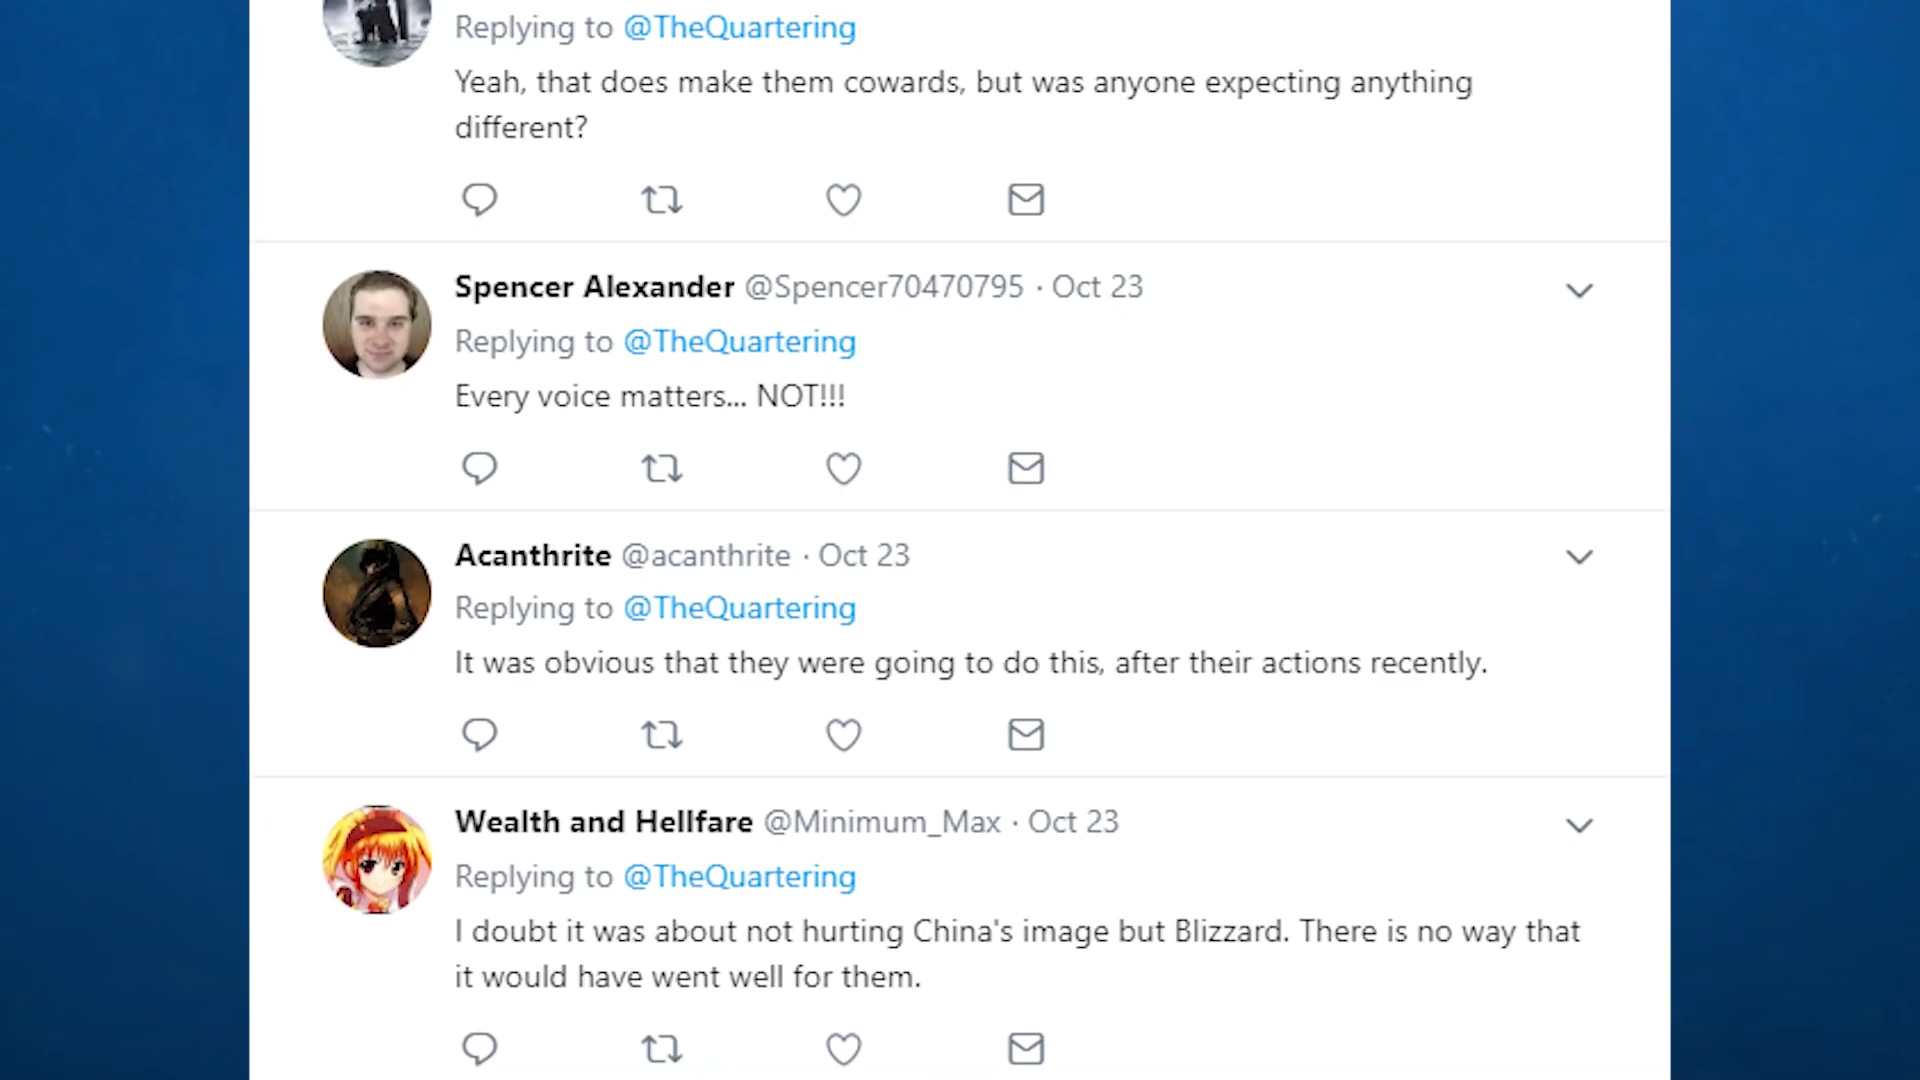 Replying to @TheQuartering
Yeah, that does make them cowards, but was anyone expecting anything
different?
Spencer Alexander @Spencer70470795 · Oct 23
Replying to @TheQuartering
Every voice matters... NOT!!!
Acanthrite @acanthrite · Oct 23
Replying to @TheQuartering
It was obvious that they were going to do this, after their actions recently.
Wealth and Hellfare @Minimum_Max · Oct 23
Replying to @TheQuartering
I doubt it was about not hurting China's image but Blizzard. There is no way that
it would have went well for them.